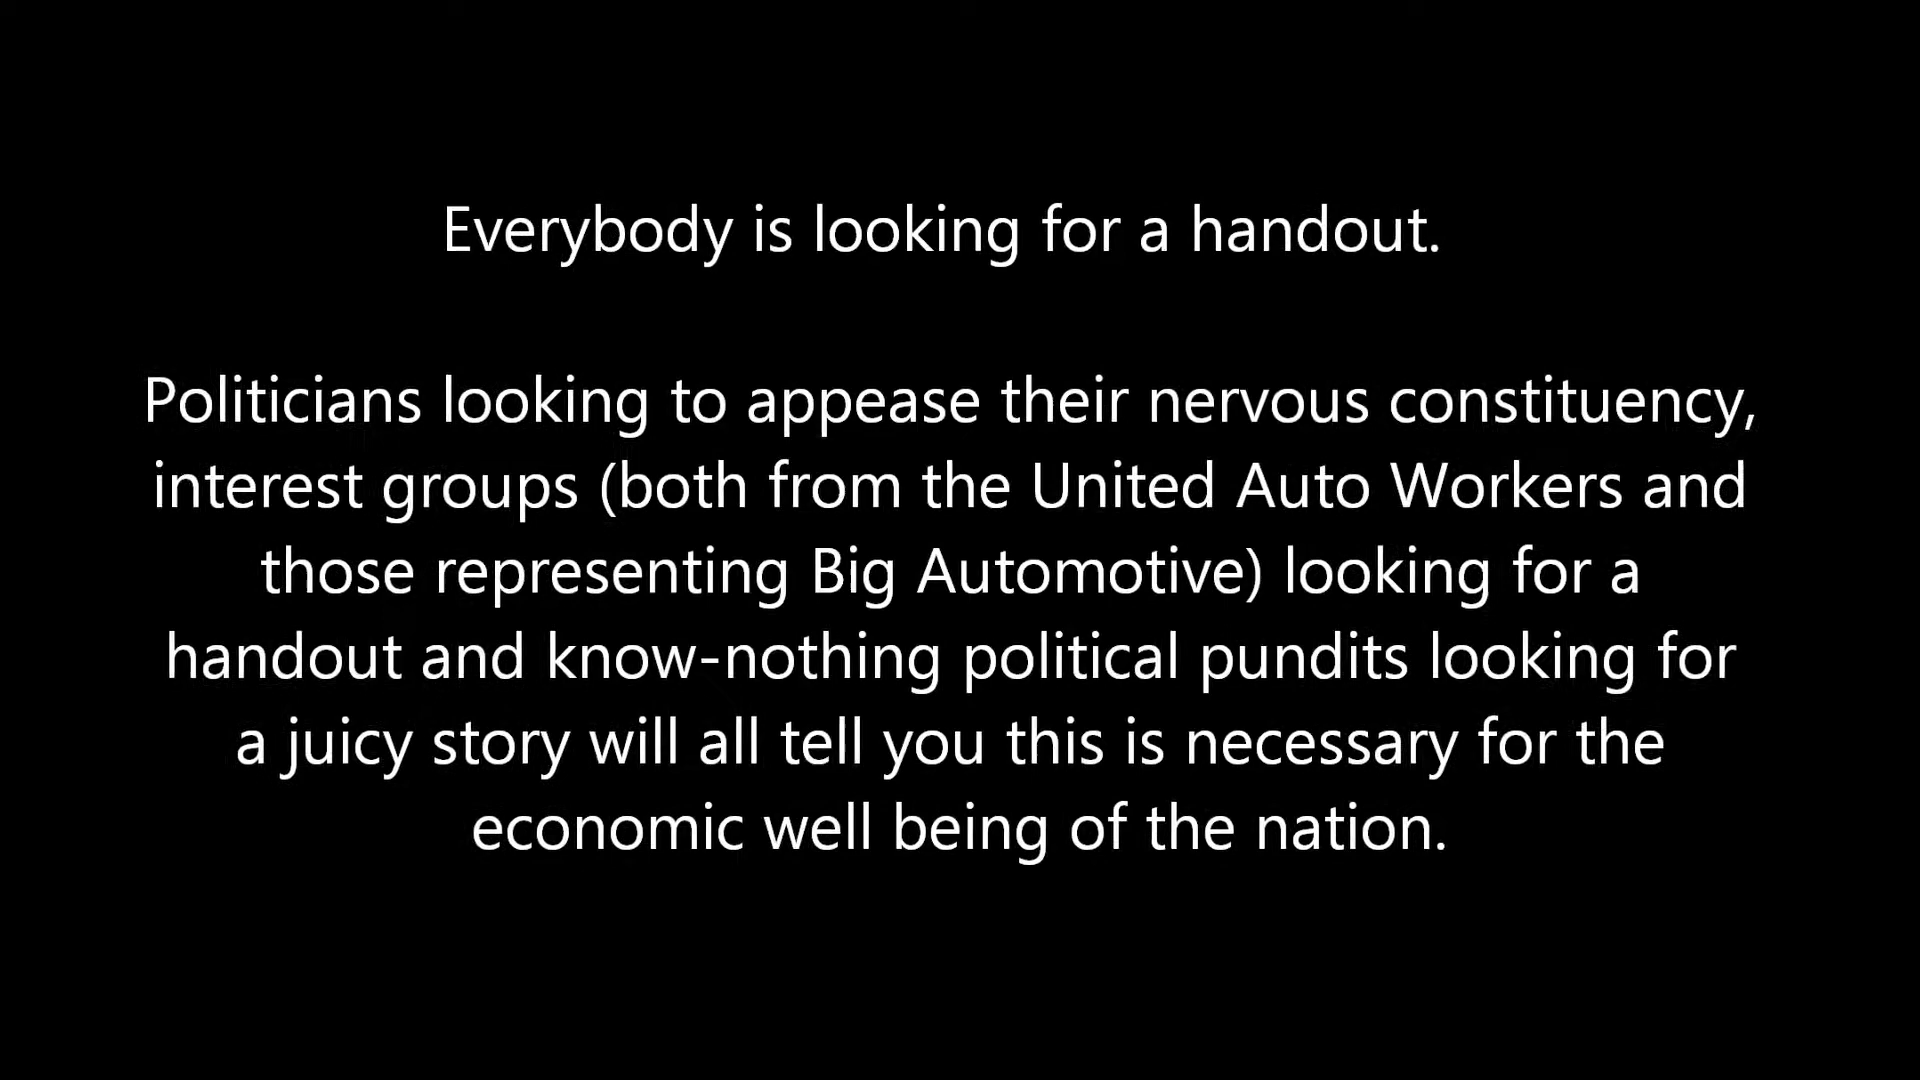 Everybody is looking for a handout.
Politicians looking to appease their nervous constituency,
interest groups (both from the United Auto Workers and
those representing Big Automotive) looking for a
handout and know-nothing political pundits looking for
a juicy story will all tell you this is necessary for the
economic well being of the nation.